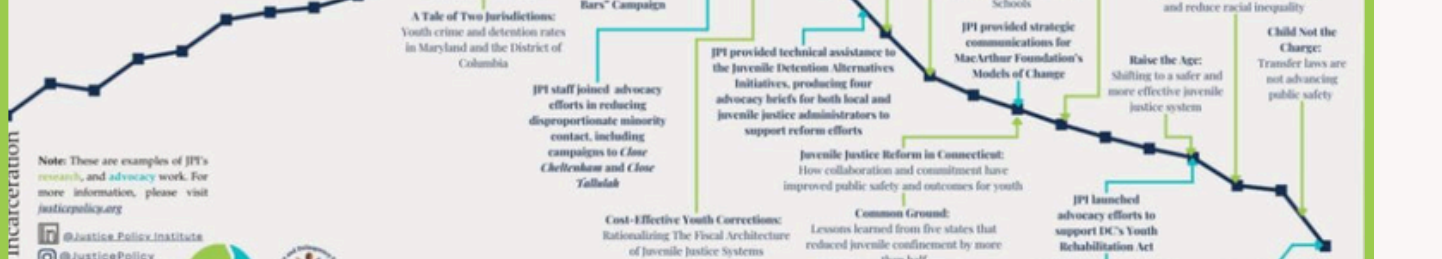 Bars" Campaign
A Tale of Two Jurisdictions:
Youth crime and detention rates
in Maryland and the District of
Columbia
JPI staff joined advocacy
efforts in reducing
disproportionate minority
contact, including
campaigns to Close
Cheltenham and Close
Tallulah
Cost-Effective Youth Corrections:
Rationalizing The Fiscal Architecture
of Juvenile Justice Systems
JPI provided technical assistance to
the Juvenile Detention Alternatives
Initiatives, producing four
advocacy briefs for both local and
juvenile justice administrators to
support reform efforts
Juvenile Justice Reform in Connecticut:
How collaboration and commitment have
improved public safety and outcomes for youth
Common Ground:
Lessons learned from five states that
reduced juvenile confinement by more
than half
Schools
JPI provided strategic
communications for
MacArthur Foundation's
Models of Change
and reduce racial inequality
Raise the Age:
Shifting to a safer and
more effective juvenile
justice system
JPI launched
advocacy efforts to
support DC's Youth
Rehabilitation Act
Child Not the
Charge:
Transfer laws are
not advancing
public safety
Incarceration
Note: These are examples of JPI's
research, and advocacy work. For
more information, please visit
justicepolicy.org
@Justice Policy Institute
@JusticePolicy